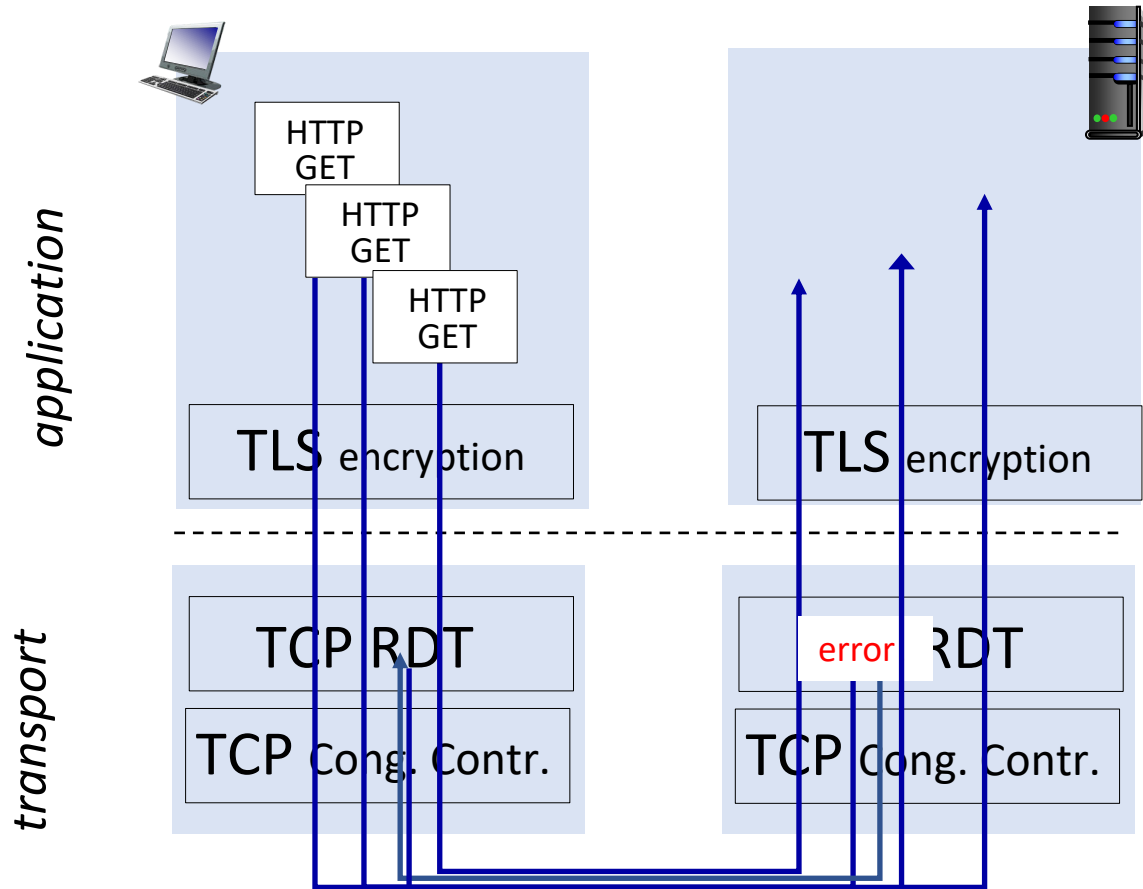 application
HTTP
GET
HTTP
GET
HTTP
GET
TLS encryption
TLS encryption
transport
TCP RDT
error RDT
TCP Cong. Contr.
TCP Cong. Contr.